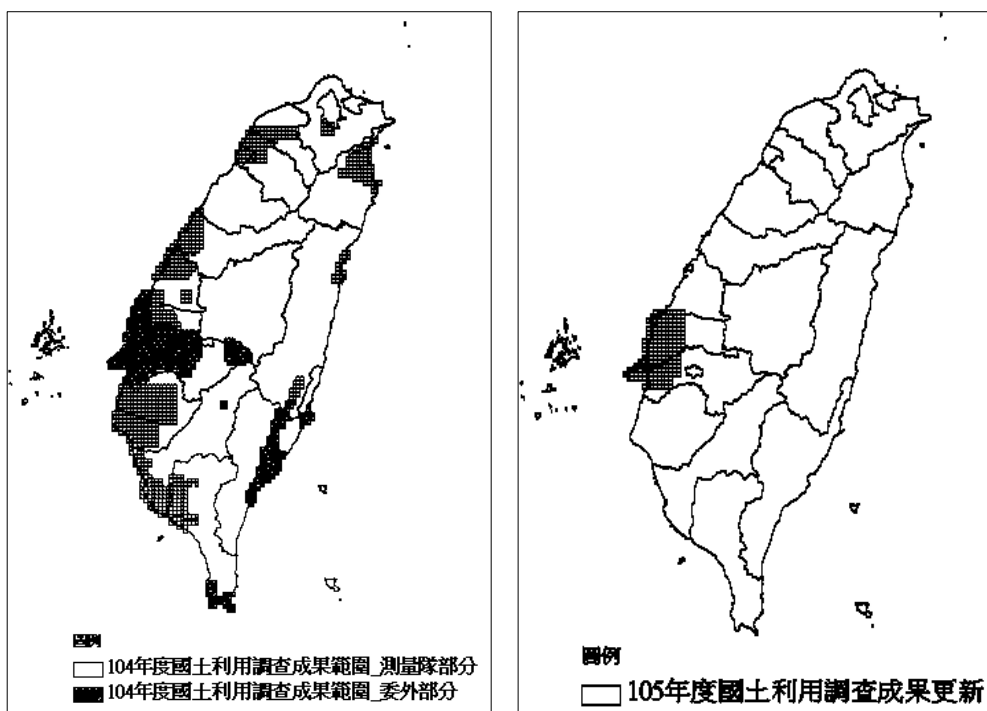 圖例
104年度國土利用調查成果範圍_測量隊部分
104年度國土利用調查成果範圍_委外部分
圖例
105年度國土利用調查成果更新